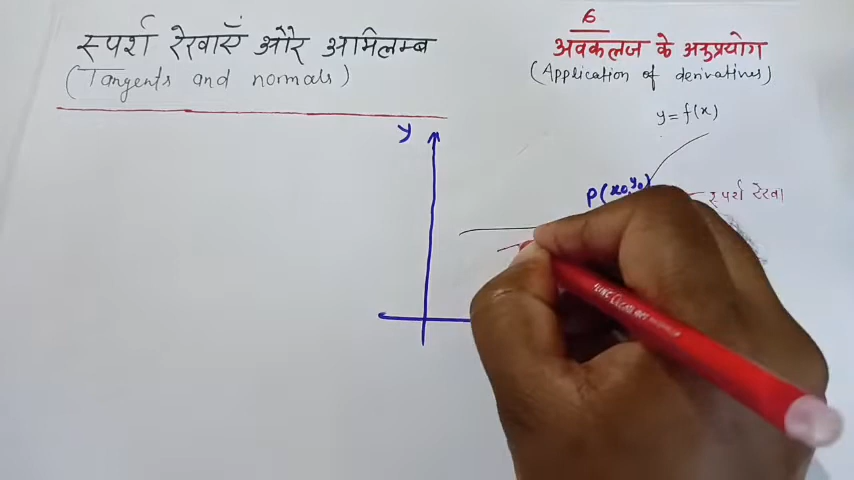 6
स्पर्श रेखाएँ और अभिलम्ब
अवकलज के अनुप्रयोग
(Tangents and normals)
(Application of derivatives)
y = f(x)
y
P(x₀,y₀)
स्पर्श रेखा